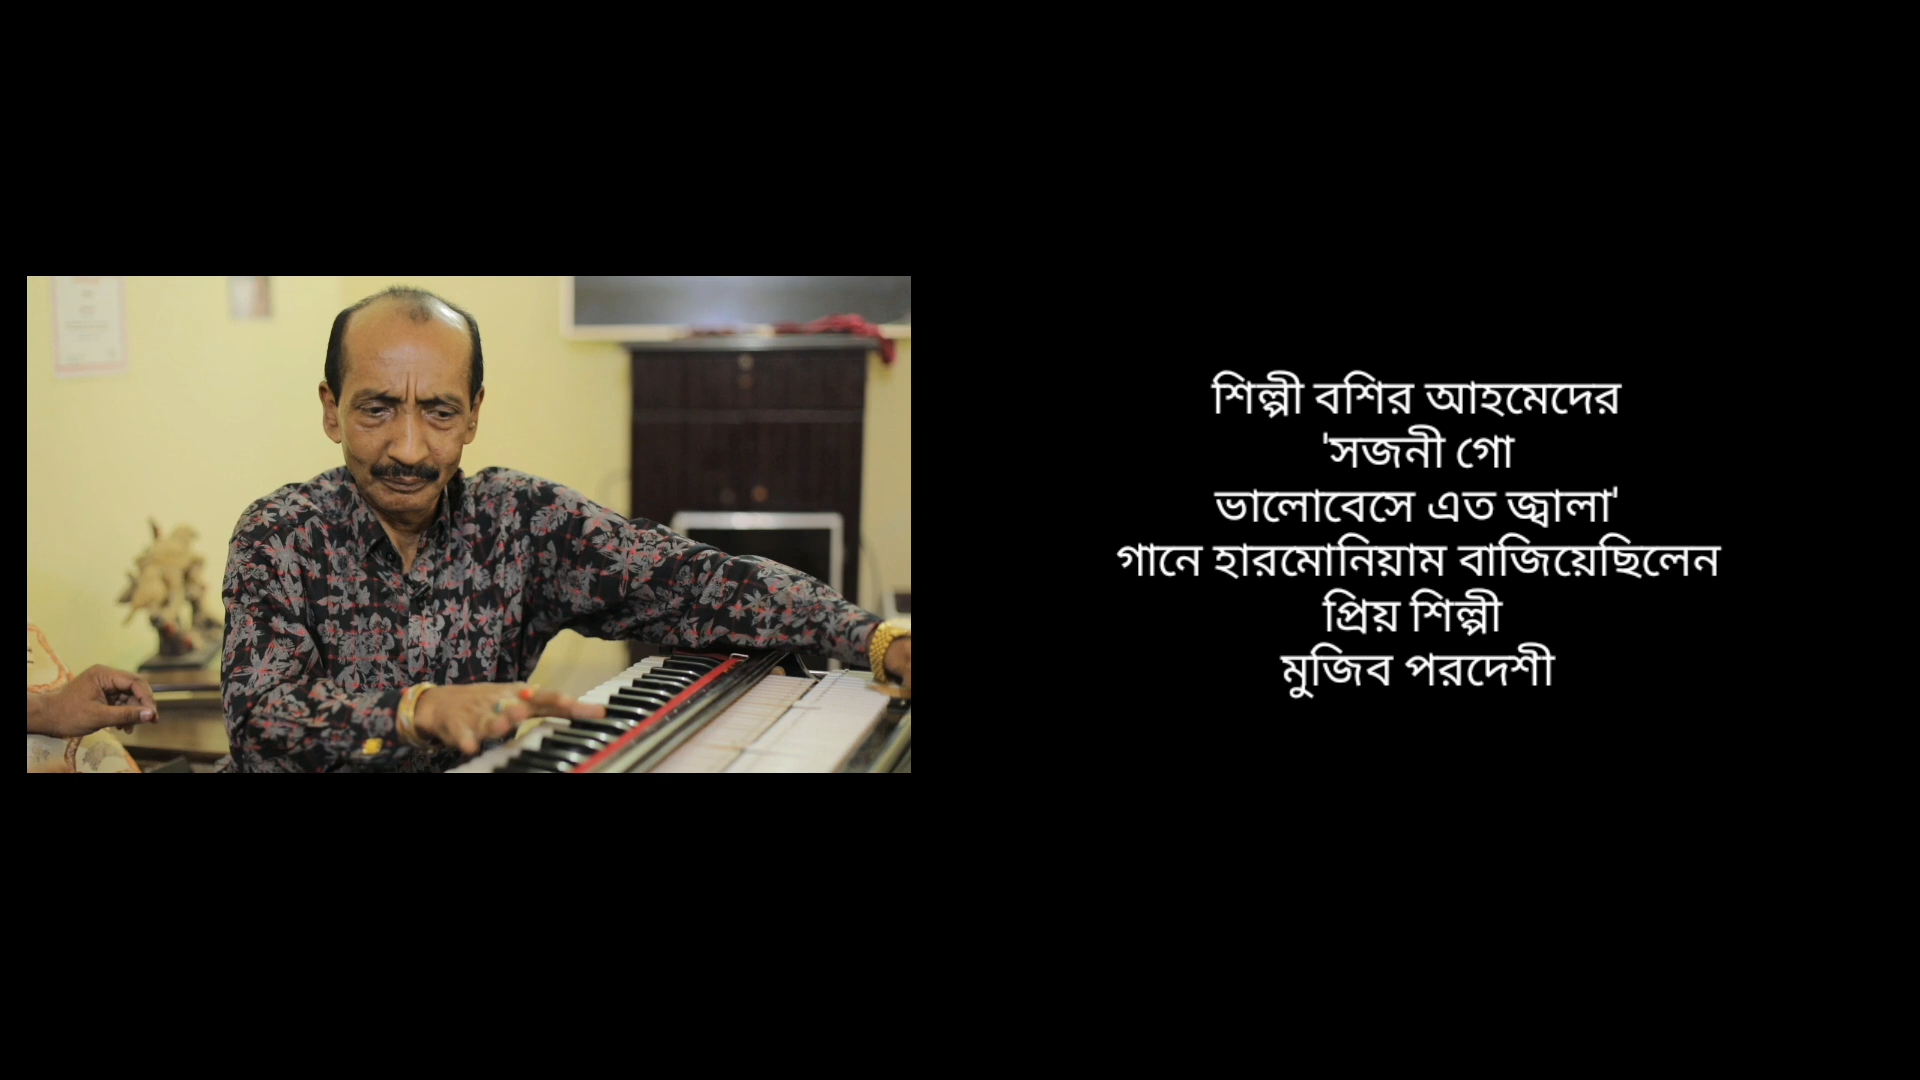 শিল্পী বশির আহমেদের
'সজনী গো
ভালোবেসে এত জ্বালা'
গানে হারমোনিয়াম বাজিয়েছিলেন
প্রিয় শিল্পী
মুজিব পরদেশী